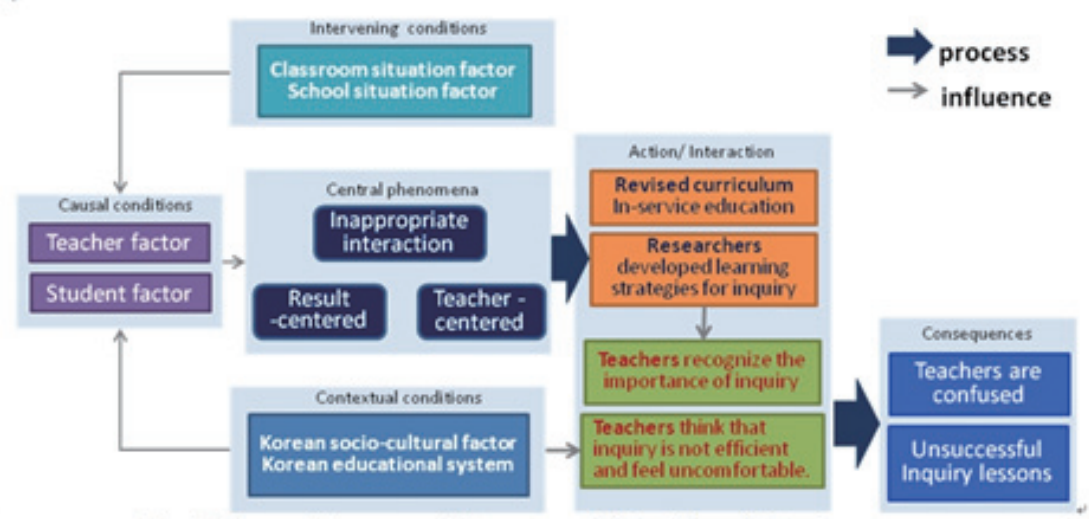 Intervening conditions
Classroom situation factor
School situation factor
process
influence
Causal conditions
Teacher factor
Student factor
Central phenomena
Inappropriate
interaction
Result
-centered
Teacher -
centered
Contextual conditions
Korean socio-cultural factor
Korean educational system
Action/ Interaction
Revised curriculum
In-service education
Researchers
developed learning
strategies for inquiry
Teachers recognize the
importance of inquiry
Teachers think that
inquiry is not efficient
and feel uncomfortable.
Consequences
Teachers are
confused
Unsuccessful
Inquiry lessons